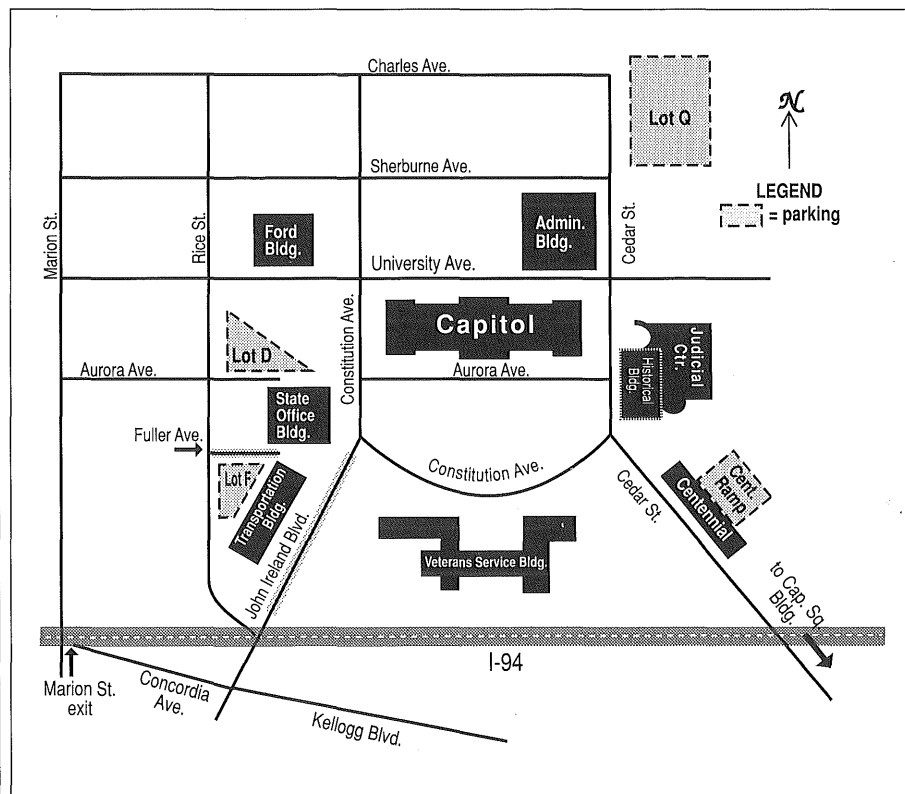 Charles Ave.
Lot Q
N
Sherburne Ave.
LEGEND
= parking
Marion St.
Rice St.
Ford
Bldg.
Admin.
Bldg.
Cedar St.
University Ave.
Constitution Ave.
Capitol
Lot D
Judicial
Ctr.
Historical
Bldg.
Aurora Ave.
Aurora Ave.
State
Office
Bldg.
Fuller Ave.
Constitution Ave.
Lot F
Transportation
Bldg.
Cedar St.
Cent.
Ramp
Centennial
John Ireland Blvd.
Veterans Service Bldg.
to Cap. Sq.
Bldg.
I-94
Marion St.
exit
Concordia
Ave.
Kellogg Blvd.